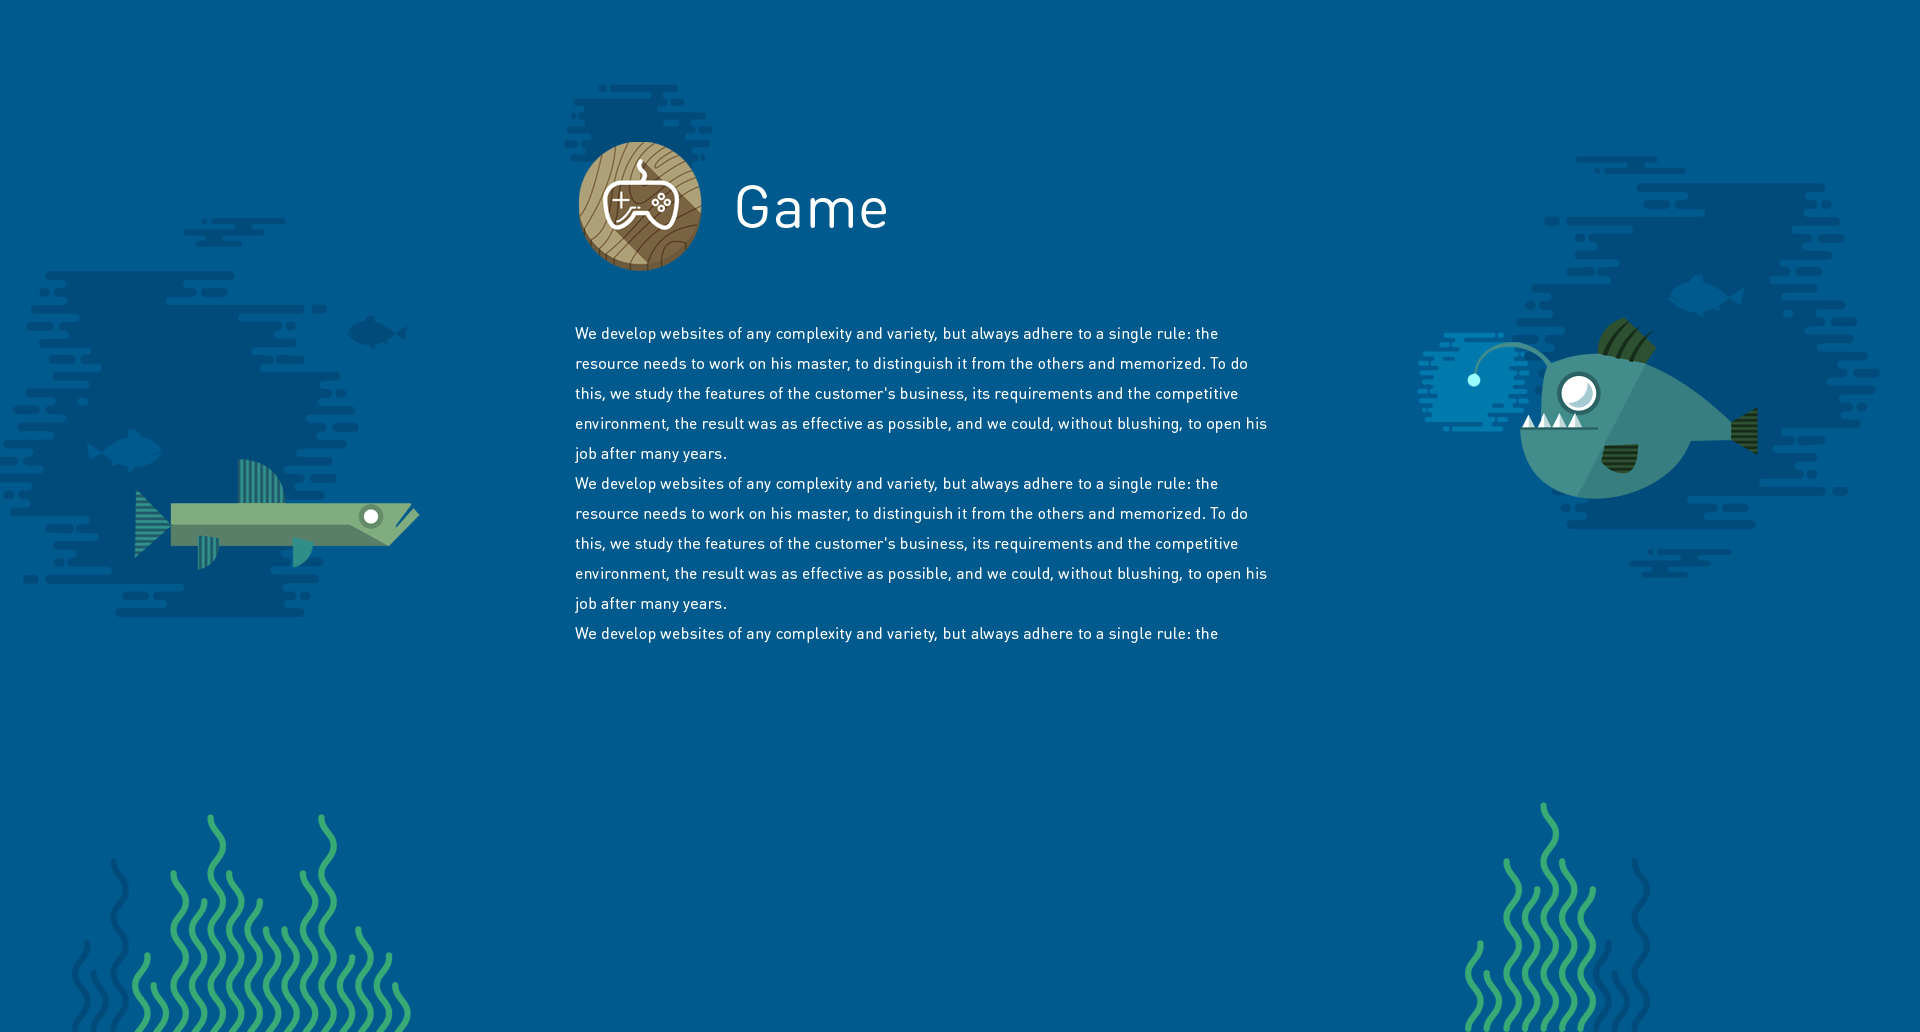 Game
We develop websites of any complexity and variety, but always adhere to a single rule: the
resource needs to work on his master, to distinguish it from the others and memorized. To do
this, we study the features of the customer's business, its requirements and the competitive
environment, the result was as effective as possible, and we could, without blushing, to open his
job after many years.
We develop websites of any complexity and variety, but always adhere to a single rule: the
resource needs to work on his master, to distinguish it from the others and memorized. To do
this, we study the features of the customer's business, its requirements and the competitive
environment, the result was as effective as possible, and we could, without blushing, to open his
job after many years.
We develop websites of any complexity and variety, but always adhere to a single rule: the